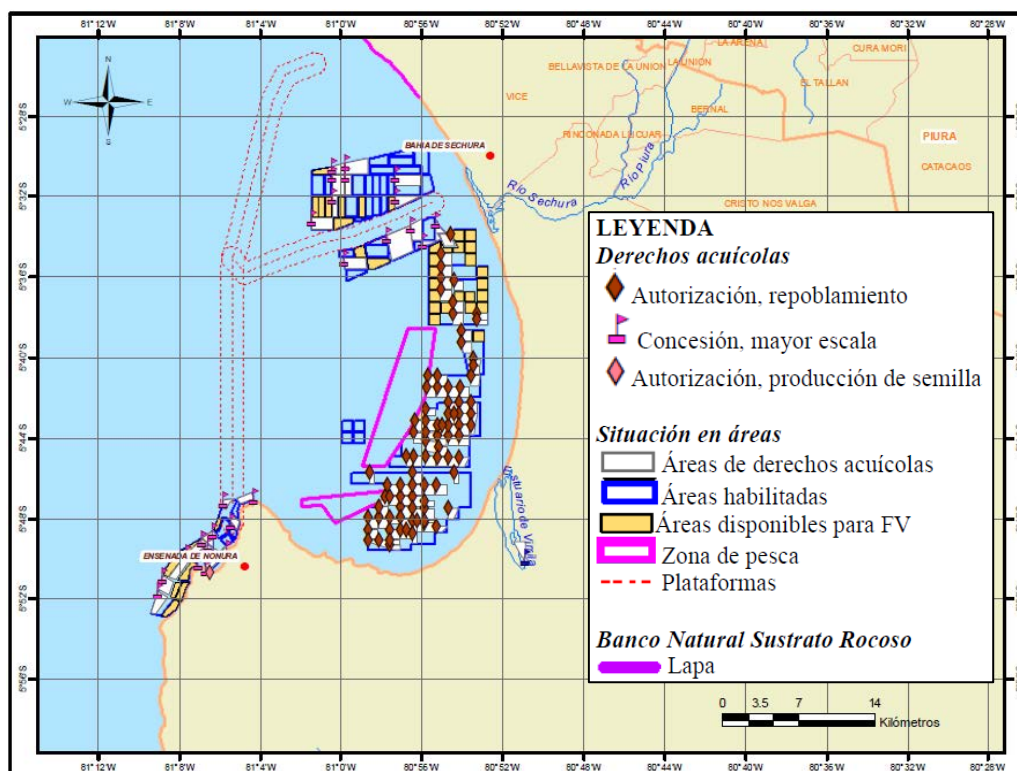 81°12'W 81°8'W 81°4'W 81°0'W 80°56'W 80°52'W 80°48'W 80°44'W 80°40'W 80°36'W 80°32'W 80°28'W
N
W E
S
LA ARENA
CURA MORI
BELLAVISTA DE LA UNION
LA UNION
EL TALLAN
VICE
BERNAL
5°28'S
RINCONADA LLICUAR
PIURA
BAHIA DE SECHURA
CATACAOS
Río Sechura
Río Piura
5°32'S
CRISTO NOS VALGA
5°36'S
5°40'S
5°44'S
5°48'S
ENSENADA DE NONURA
5°52'S
5°56'S
LEYENDA
Derechos acuícolas
Autorización, repoblamiento
Concesión, mayor escala
Autorización, producción de semilla
Situación en áreas
Áreas de derechos acuícolas
Áreas habilitadas
Áreas disponibles para FV
Zona de pesca
Plataformas
Banco Natural Sustrato Rocoso
Lapa
0 3.5 7 14
Kilómetros
81°12'W 81°8'W 81°4'W 81°0'W 80°56'W 80°52'W 80°48'W 80°44'W 80°40'W 80°36'W 80°32'W 80°28'W